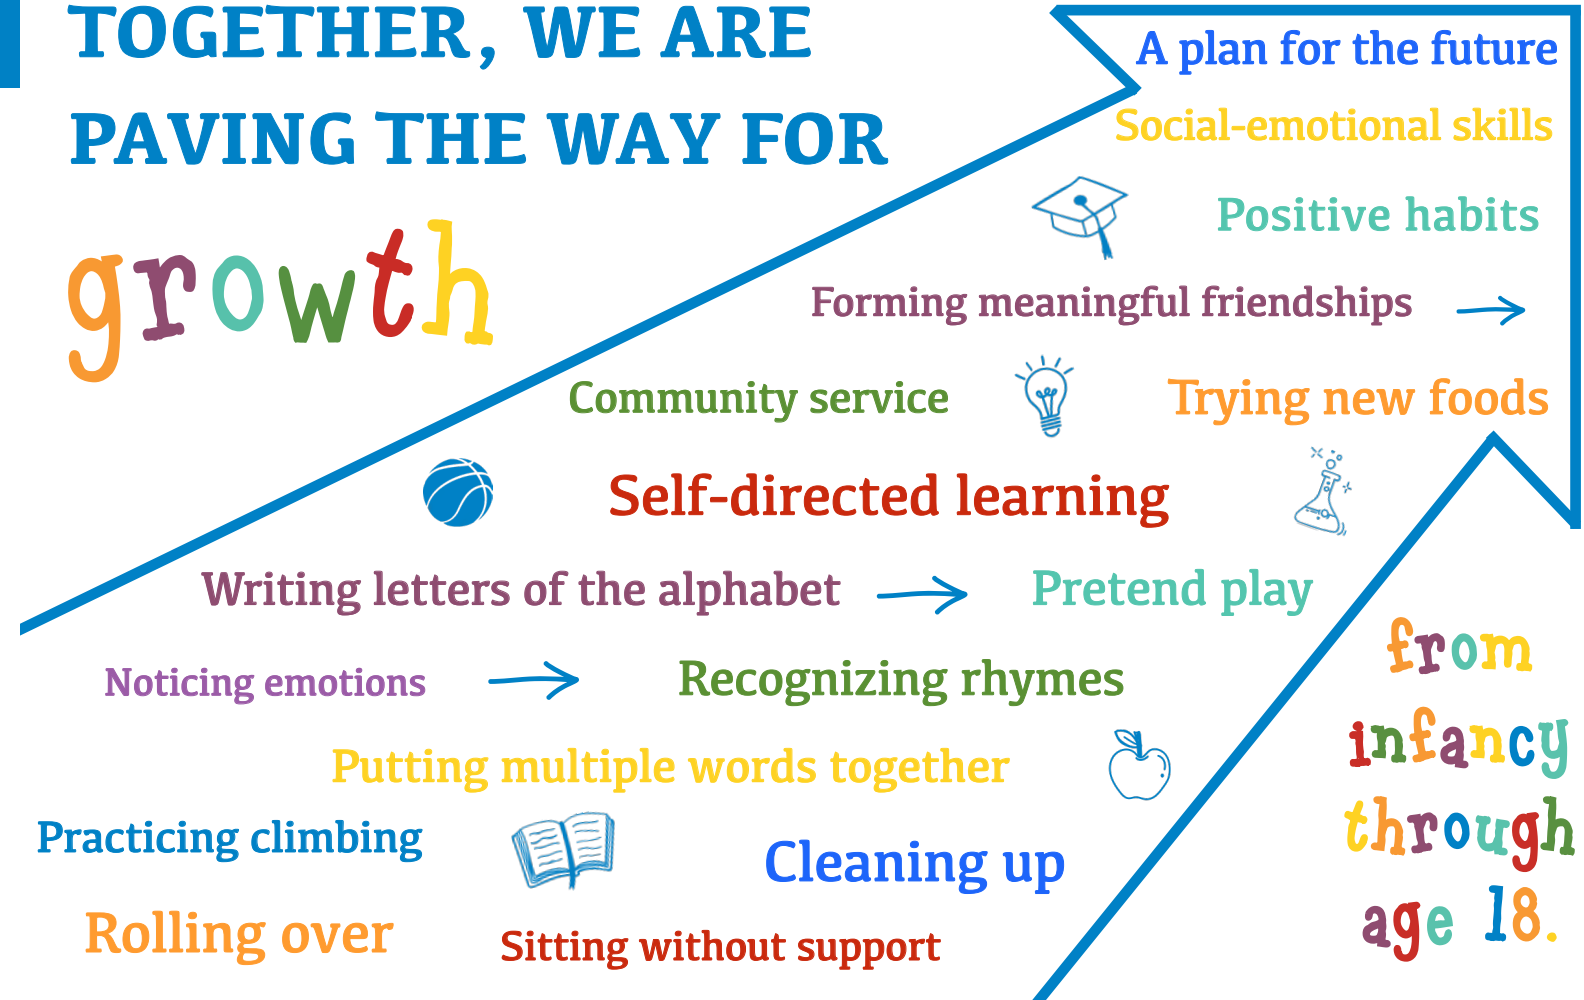 TOGETHER, WE ARE
PAVING THE WAY FOR
growth
A plan for the future
Social-emotional skills
Positive habits
Forming meaningful friendships
Community service
Trying new foods
Self-directed learning
Writing letters of the alphabet
Pretend play
Noticing emotions
Recognizing rhymes
Putting multiple words together
Practicing climbing
Cleaning up
Rolling over
Sitting without support
from
infancy
through
age 18.